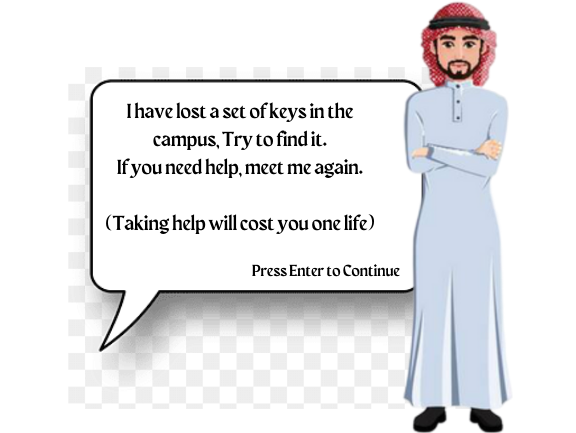 I have lost a set of keys in the
campus, Try to find it.
If you need help, meet me again.
(Taking help will cost you one life)
Press Enter to Continue